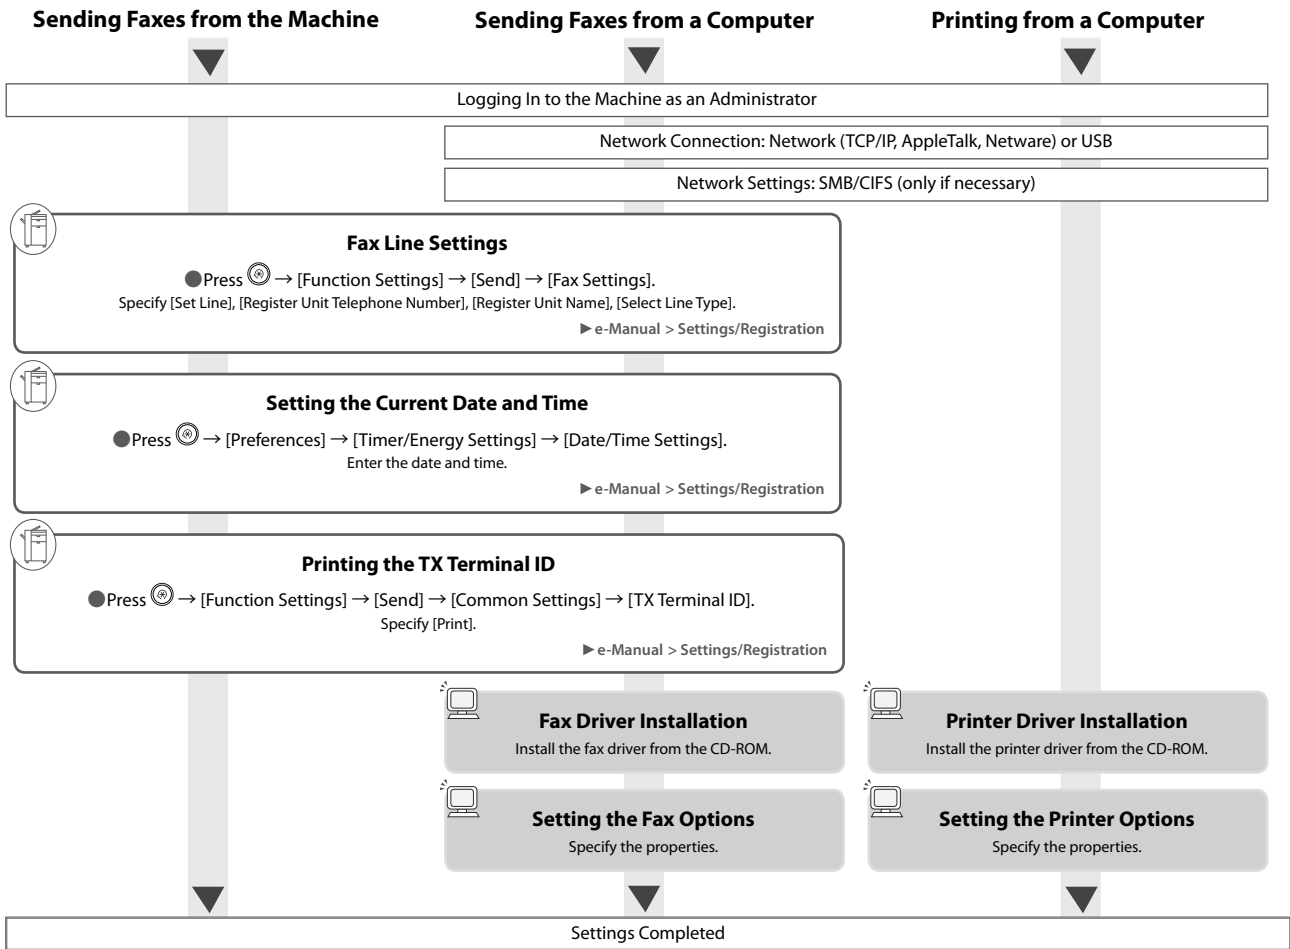 Sending Faxes from the Machine
Sending Faxes from a Computer
Printing from a Computer
Logging In to the Machine as an Administrator
Network Connection: Network (TCP/IP, AppleTalk, Netware) or USB
Network Settings: SMB/CIFS (only if necessary)
Fax Line Settings
●Press → [Function Settings] → [Send] → [Fax Settings].
Specify [Set Line], [Register Unit Telephone Number], [Register Unit Name], [Select Line Type].
►e-Manual > Settings/Registration
Setting the Current Date and Time
●Press → [Preferences] → [Timer/Energy Settings] → [Date/Time Settings].
Enter the date and time.
►e-Manual > Settings/Registration
Printing the TX Terminal ID
●Press → [Function Settings] → [Send] → [Common Settings] → [TX Terminal ID].
Specify [Print].
►e-Manual > Settings/Registration
Fax Driver Installation
Install the fax driver from the CD-ROM.
Printer Driver Installation
Install the printer driver from the CD-ROM.
Setting the Fax Options
Specify the properties.
Setting the Printer Options
Specify the properties.
Settings Completed